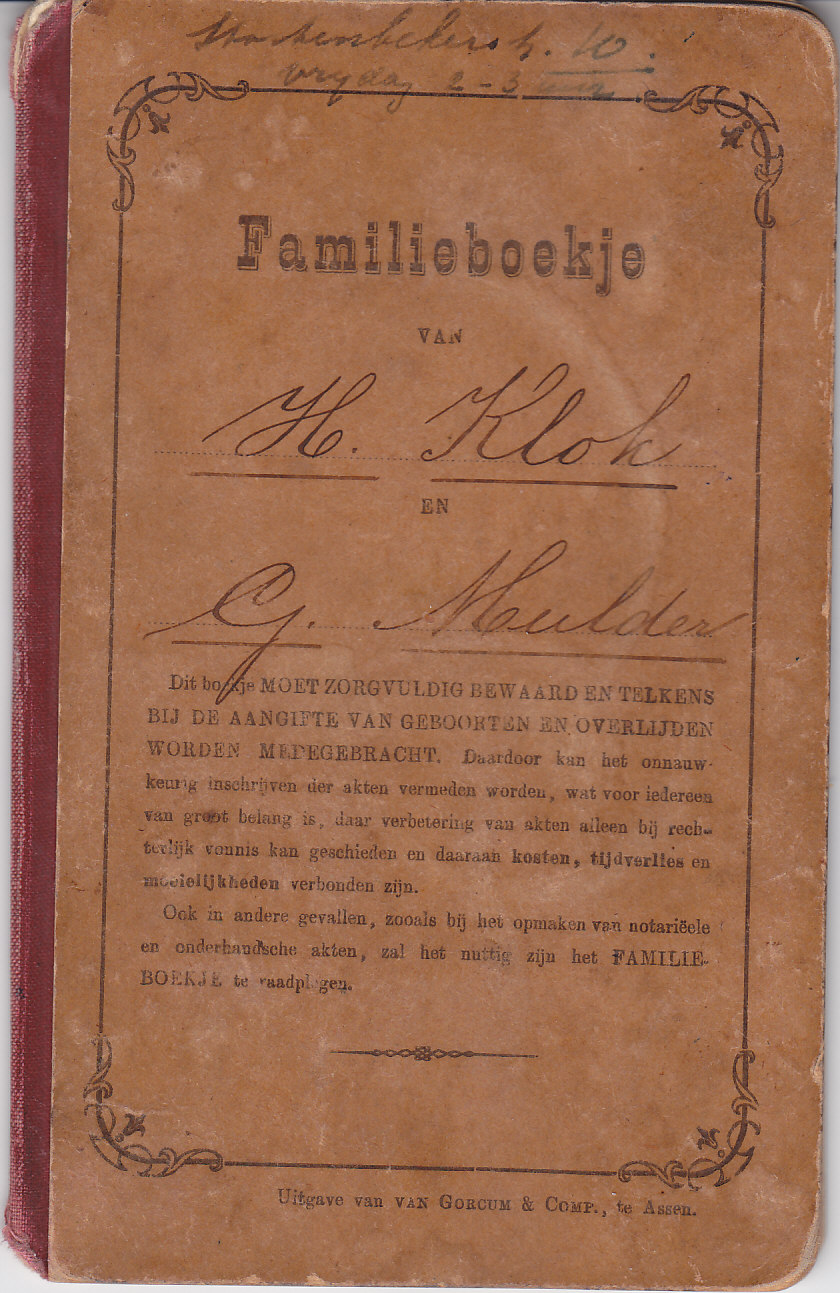 10.
vrydag 2-3 uur
Familieboekje
VAN
H. Klok
EN
G. Mulder
Dit boekje MOET ZORGVULDIG BEWAARD EN TELKENS
BIJ DE AANGIFTE VAN GEBOORTEN EN OVERLIJDEN
WORDEN MEDEGEBRACHT. Daardoor kan het onnauw-
keurig inschrijven der akten vermeden worden, wat voor iedereen
van groot belang is, daar verbetering van akten alleen bij rech-
terlijk vonnis kan geschieden en daaraan kosten, tijdverlies en
moeielijkheden verbonden zijn.
Ook in andere gevallen, zooals bij het opmaken van notariëele
en onderhandsche akten, zal het nuttig zijn het FAMILIE-
BOEKJE te raadplegen.
Uitgave van VAN GORCUM & COMP., te Assen.